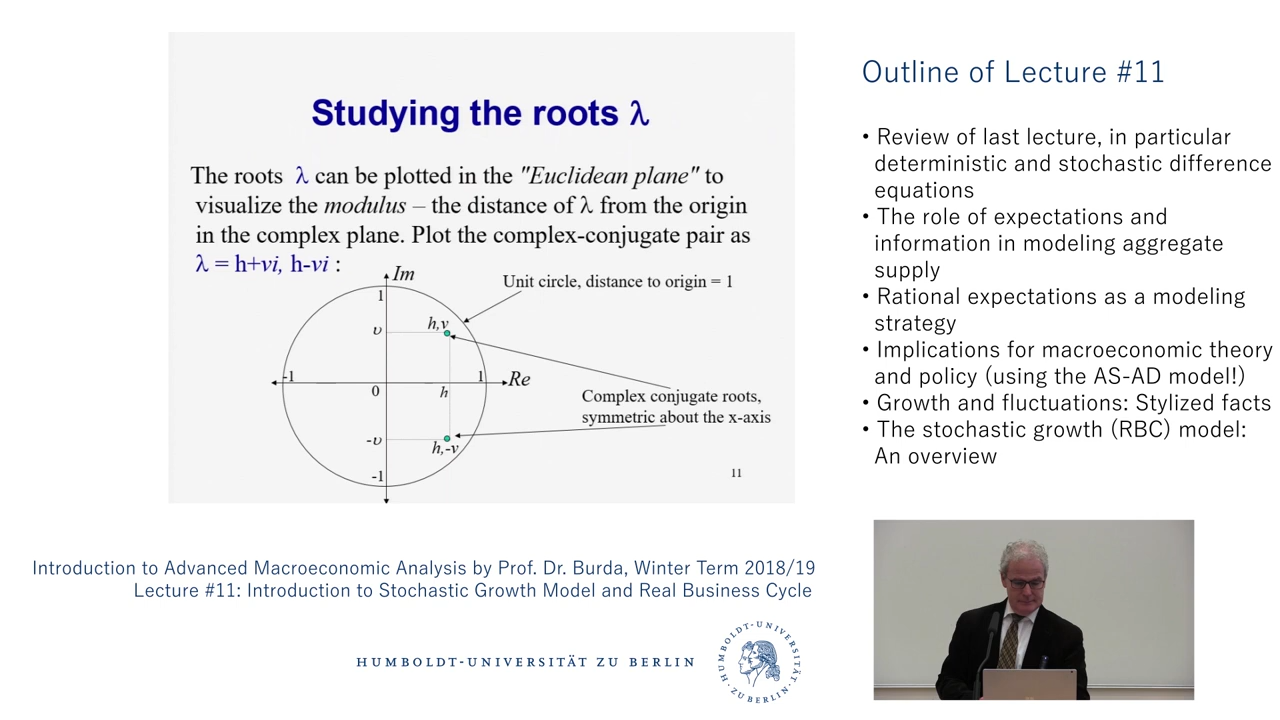 Studying the roots λ
The roots λ can be plotted in the "Euclidean plane" to
visualize the modulus – the distance of λ from the origin
in the complex plane. Plot the complex-conjugate pair as
λ = h+vi, h-vi :
Im
Unit circle, distance to origin = 1
1
h,v
υ
-1
1
Re
0
h
Complex conjugate roots,
symmetric about the x-axis
-υ
h,-v
-1
11
Outline of Lecture #11
• Review of last lecture, in particular
deterministic and stochastic difference
equations
• The role of expectations and
information in modeling aggregate
supply
• Rational expectations as a modeling
strategy
• Implications for macroeconomic theory
and policy (using the AS-AD model!)
• Growth and fluctuations: Stylized facts
• The stochastic growth (RBC) model:
An overview
Introduction to Advanced Macroeconomic Analysis by Prof. Dr. Burda, Winter Term 2018/19
Lecture #11: Introduction to Stochastic Growth Model and Real Business Cycle
HUMBOLDT-UNIVERSITÄT ZU BERLIN
HUMBOLDT-UNIVERSITÄT · ZU BERLIN ·